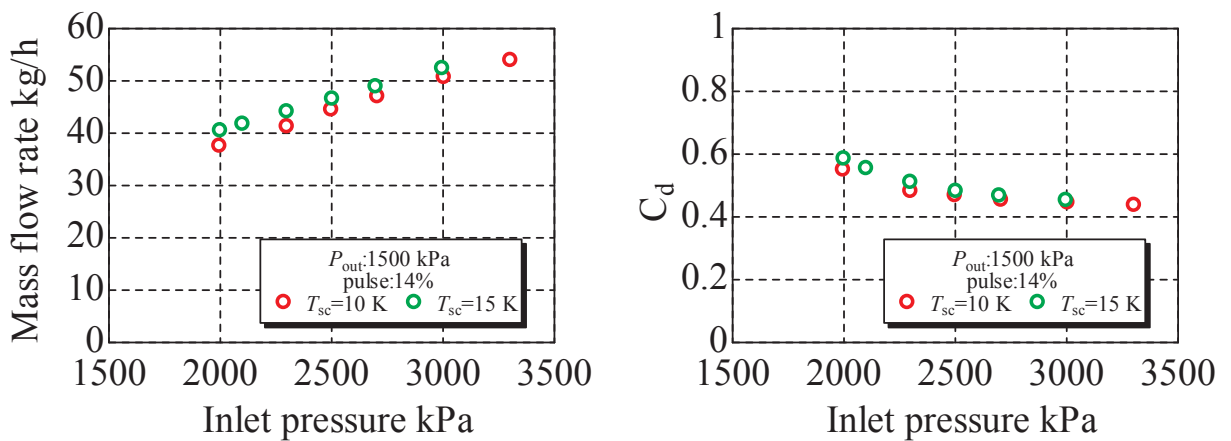 60
50
40
30
20
10
0
Mass flow rate kg/h
1500 2000 2500 3000 3500
Inlet pressure kPa
P_out:1500 kPa
pulse:14%
T_sc=10 K T_sc=15 K
1
0.8
0.6
0.4
0.2
0
C_d
1500 2000 2500 3000 3500
Inlet pressure kPa
P_out:1500 kPa
pulse:14%
T_sc=10 K T_sc=15 K